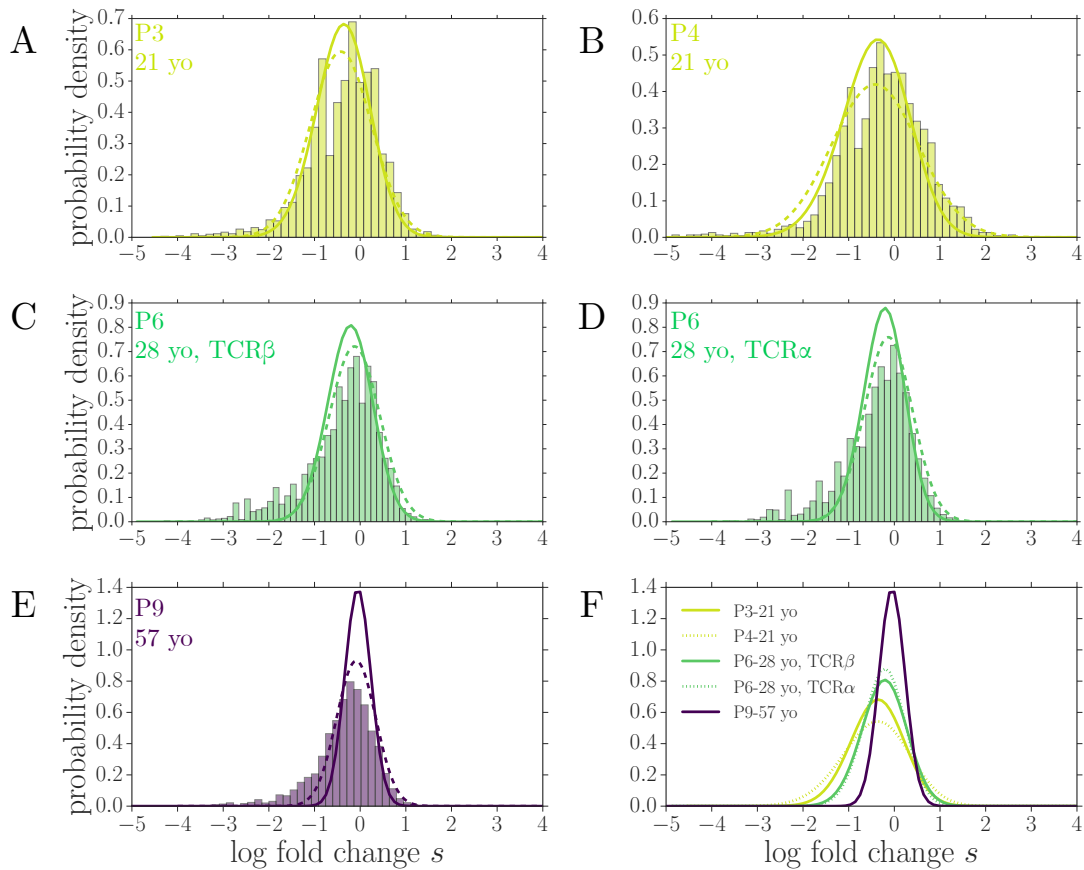 A
P3
21 yo
probability density
0.7
0.6
0.5
0.4
0.3
0.2
0.1
0.0
−5 −4 −3 −2 −1 0 1 2 3 4
B
P4
21 yo
0.6
0.5
0.4
0.3
0.2
0.1
0.0
−5 −4 −3 −2 −1 0 1 2 3 4
C
P6
28 yo, TCRβ
probability density
0.9
0.8
0.7
0.6
0.5
0.4
0.3
0.2
0.1
0.0
−5 −4 −3 −2 −1 0 1 2 3 4
D
P6
28 yo, TCRα
0.9
0.8
0.7
0.6
0.5
0.4
0.3
0.2
0.1
0.0
−5 −4 −3 −2 −1 0 1 2 3 4
E
P9
57 yo
probability density
1.4
1.2
1.0
0.8
0.6
0.4
0.2
0.0
−5 −4 −3 −2 −1 0 1 2 3 4
log fold change s
F
1.4
1.2
1.0
0.8
0.6
0.4
0.2
0.0
P3-21 yo
P4-21 yo
P6-28 yo, TCRβ
P6-28 yo, TCRα
P9-57 yo
−5 −4 −3 −2 −1 0 1 2 3 4
log fold change s